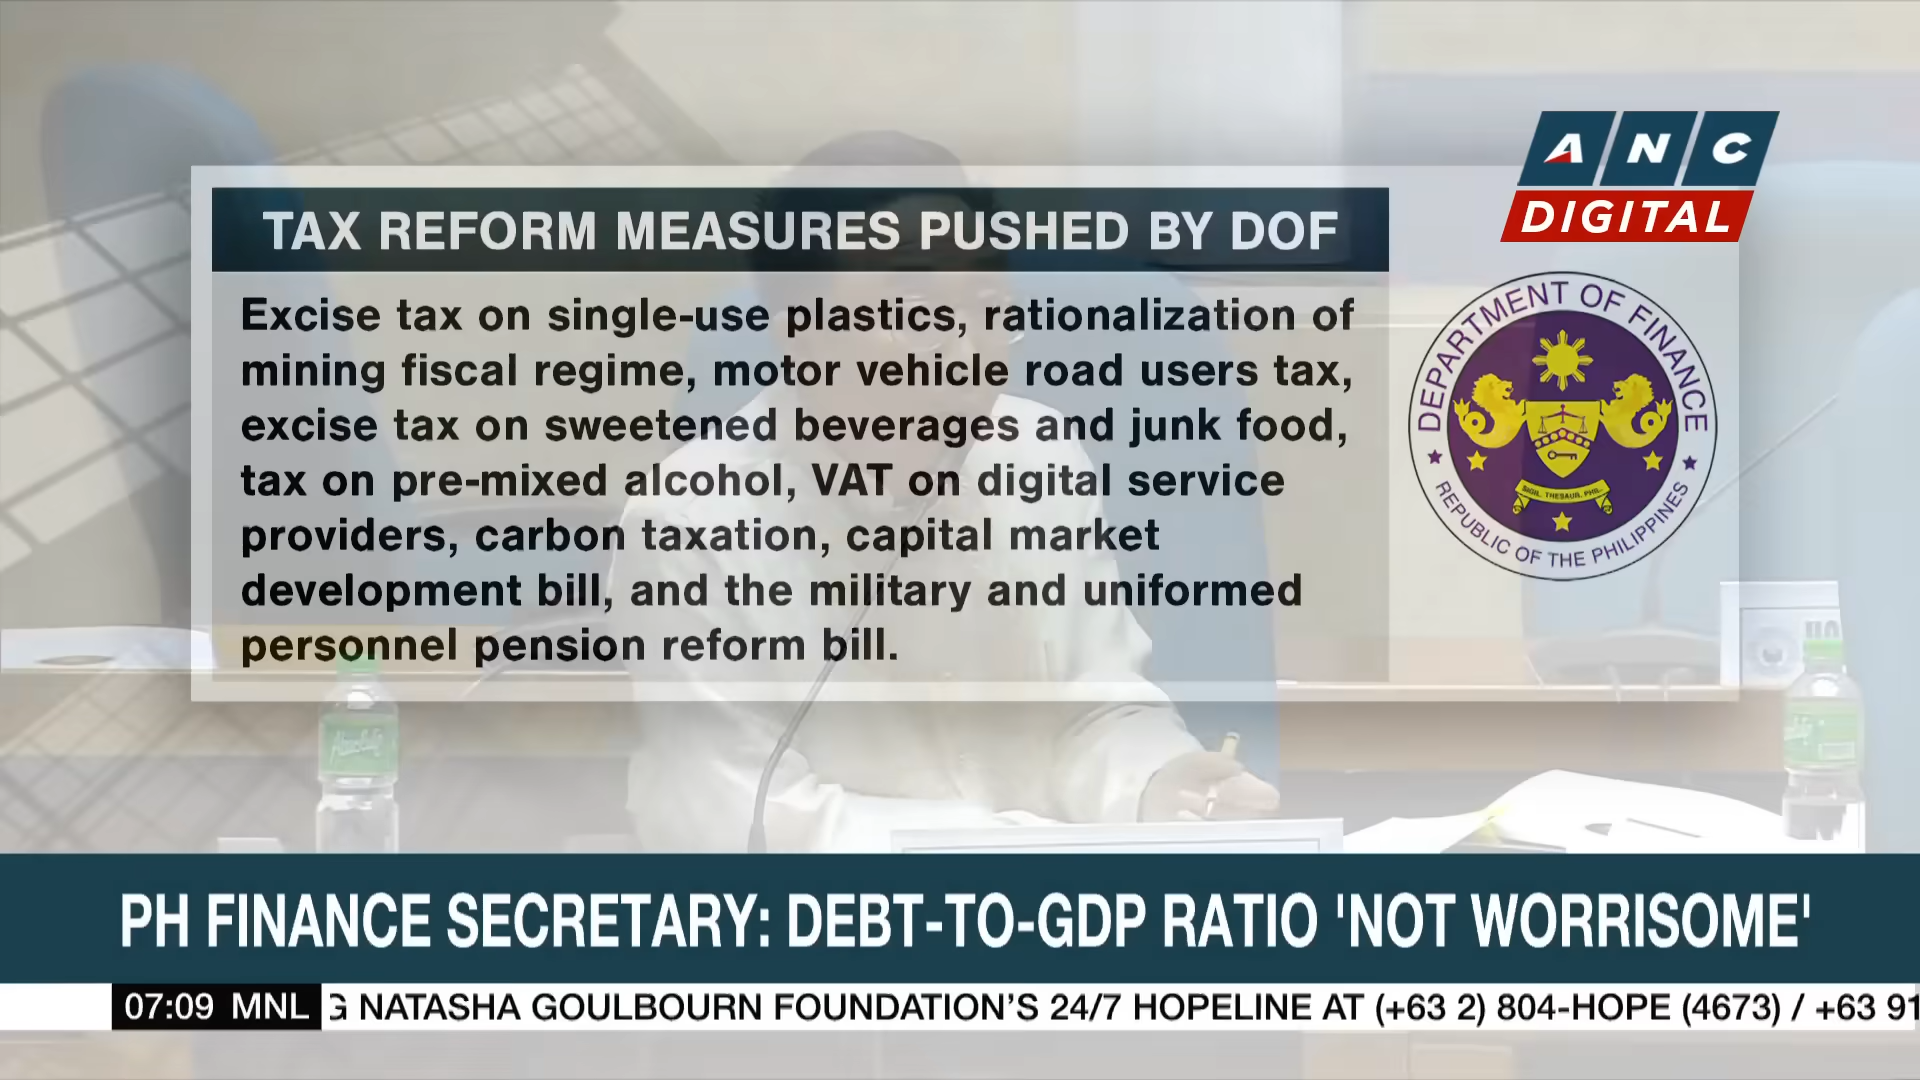 ANC
DIGITAL
TAX REFORM MEASURES PUSHED BY DOF
Excise tax on single-use plastics, rationalization of
mining fiscal regime, motor vehicle road users tax,
excise tax on sweetened beverages and junk food,
tax on pre-mixed alcohol, VAT on digital service
providers, carbon taxation, capital market
development bill, and the military and uniformed
personnel pension reform bill.
DEPARTMENT OF FINANCE
SIGIL. THESAUR. PHIL.
REPUBLIC OF THE PHILIPPINES
PH FINANCE SECRETARY: DEBT-TO-GDP RATIO 'NOT WORRISOME'
07:09 MNL G NATASHA GOULBOURN FOUNDATION'S 24/7 HOPELINE AT (+63 2) 804-HOPE (4673) / +63 91